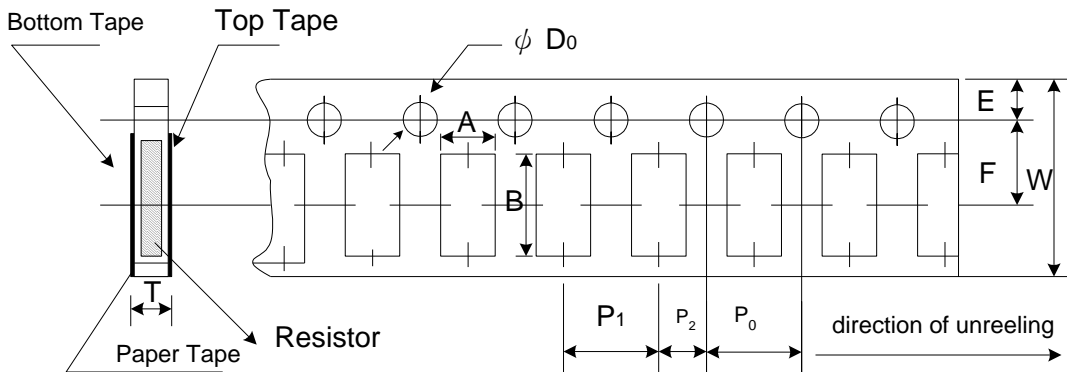 Bottom Tape
Top Tape
ϕ D0
E
A
F
W
B
T
P1
P2
P0
Resistor
direction of unreeling
Paper Tape